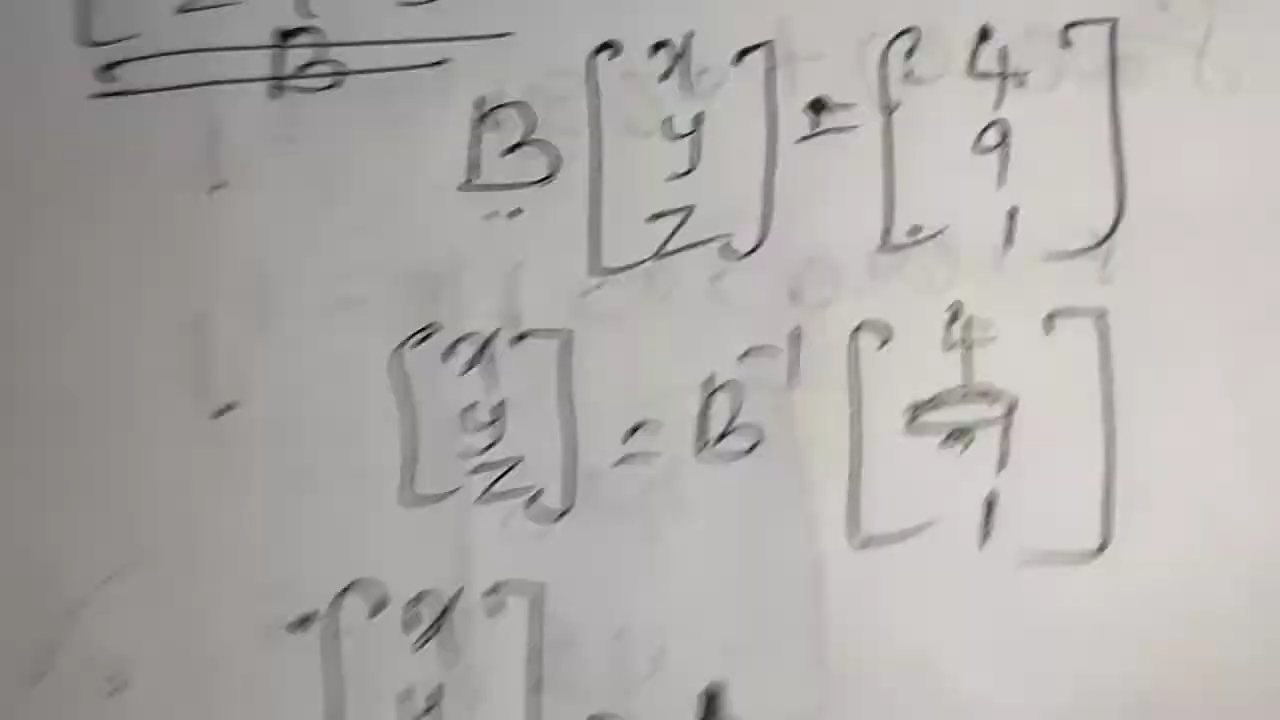 B
B [x y z] = [4 9 1]
[x y z] = B⁻¹ [4 9 1]
[x y